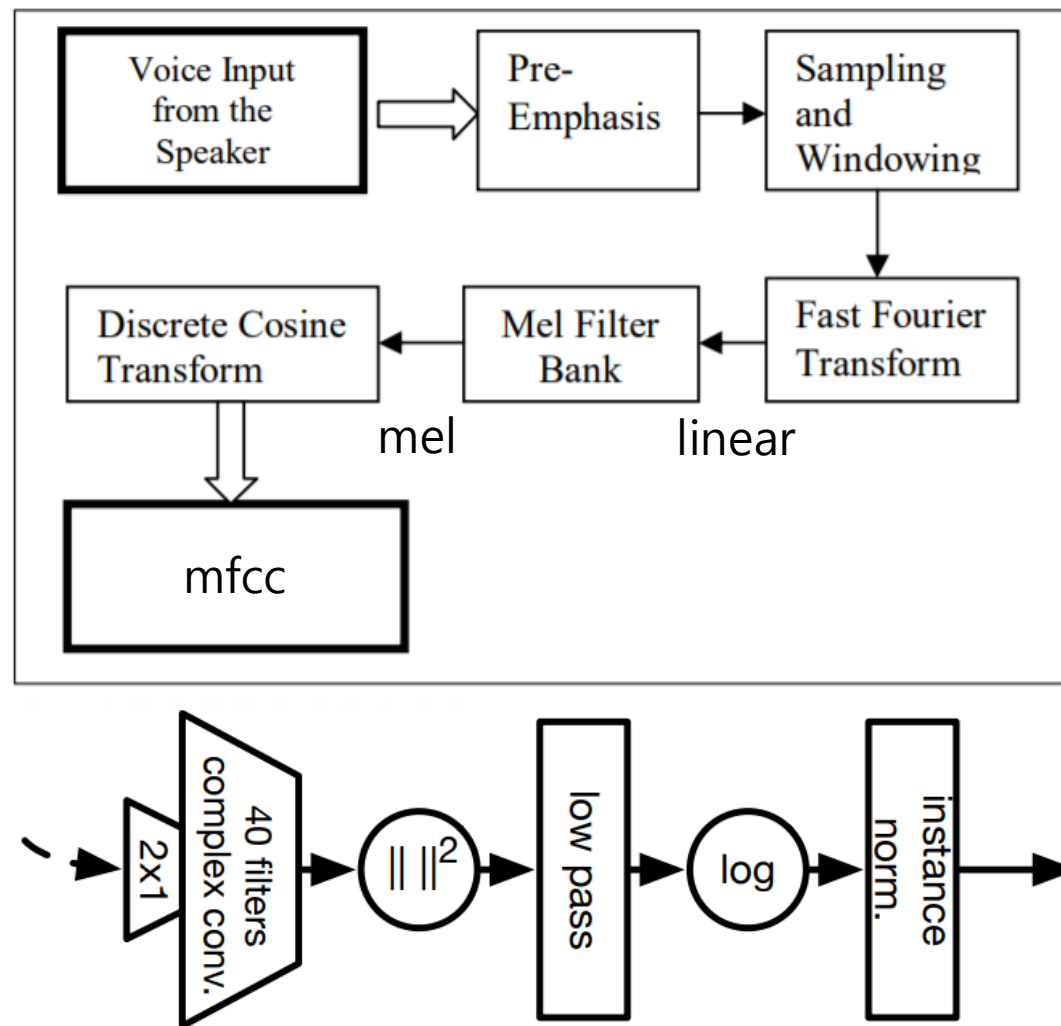 Voice Input
from the
Speaker
Pre-
Emphasis
Sampling
and
Windowing
Discrete Cosine
Transform
Mel Filter
Bank
Fast Fourier
Transform
mel
linear
mfcc
2x1
40 filters
complex conv.
|| ||²
low pass
log
instance
norm.